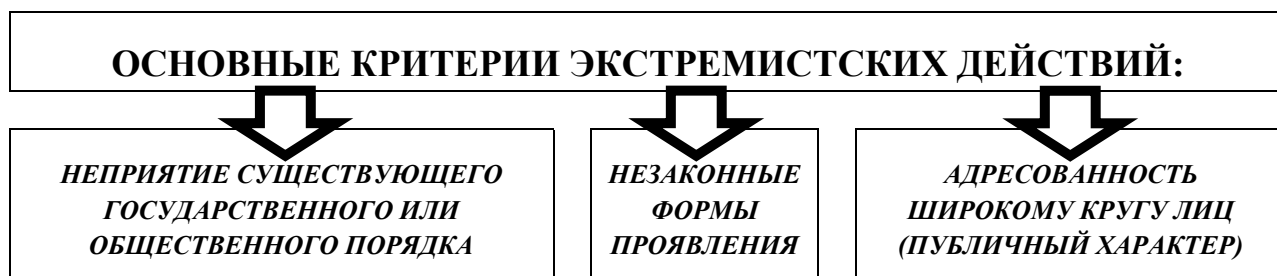 ОСНОВНЫЕ КРИТЕРИИ ЭКСТРЕМИСТСКИХ ДЕЙСТВИЙ:
НЕПРИЯТИЕ СУЩЕСТВУЮЩЕГО
ГОСУДАРСТВЕННОГО ИЛИ
ОБЩЕСТВЕННОГО ПОРЯДКА
НЕЗАКОННЫЕ
ФОРМЫ
ПРОЯВЛЕНИЯ
АДРЕСОВАННОСТЬ
ШИРОКОМУ КРУГУ ЛИЦ
(ПУБЛИЧНЫЙ ХАРАКТЕР)